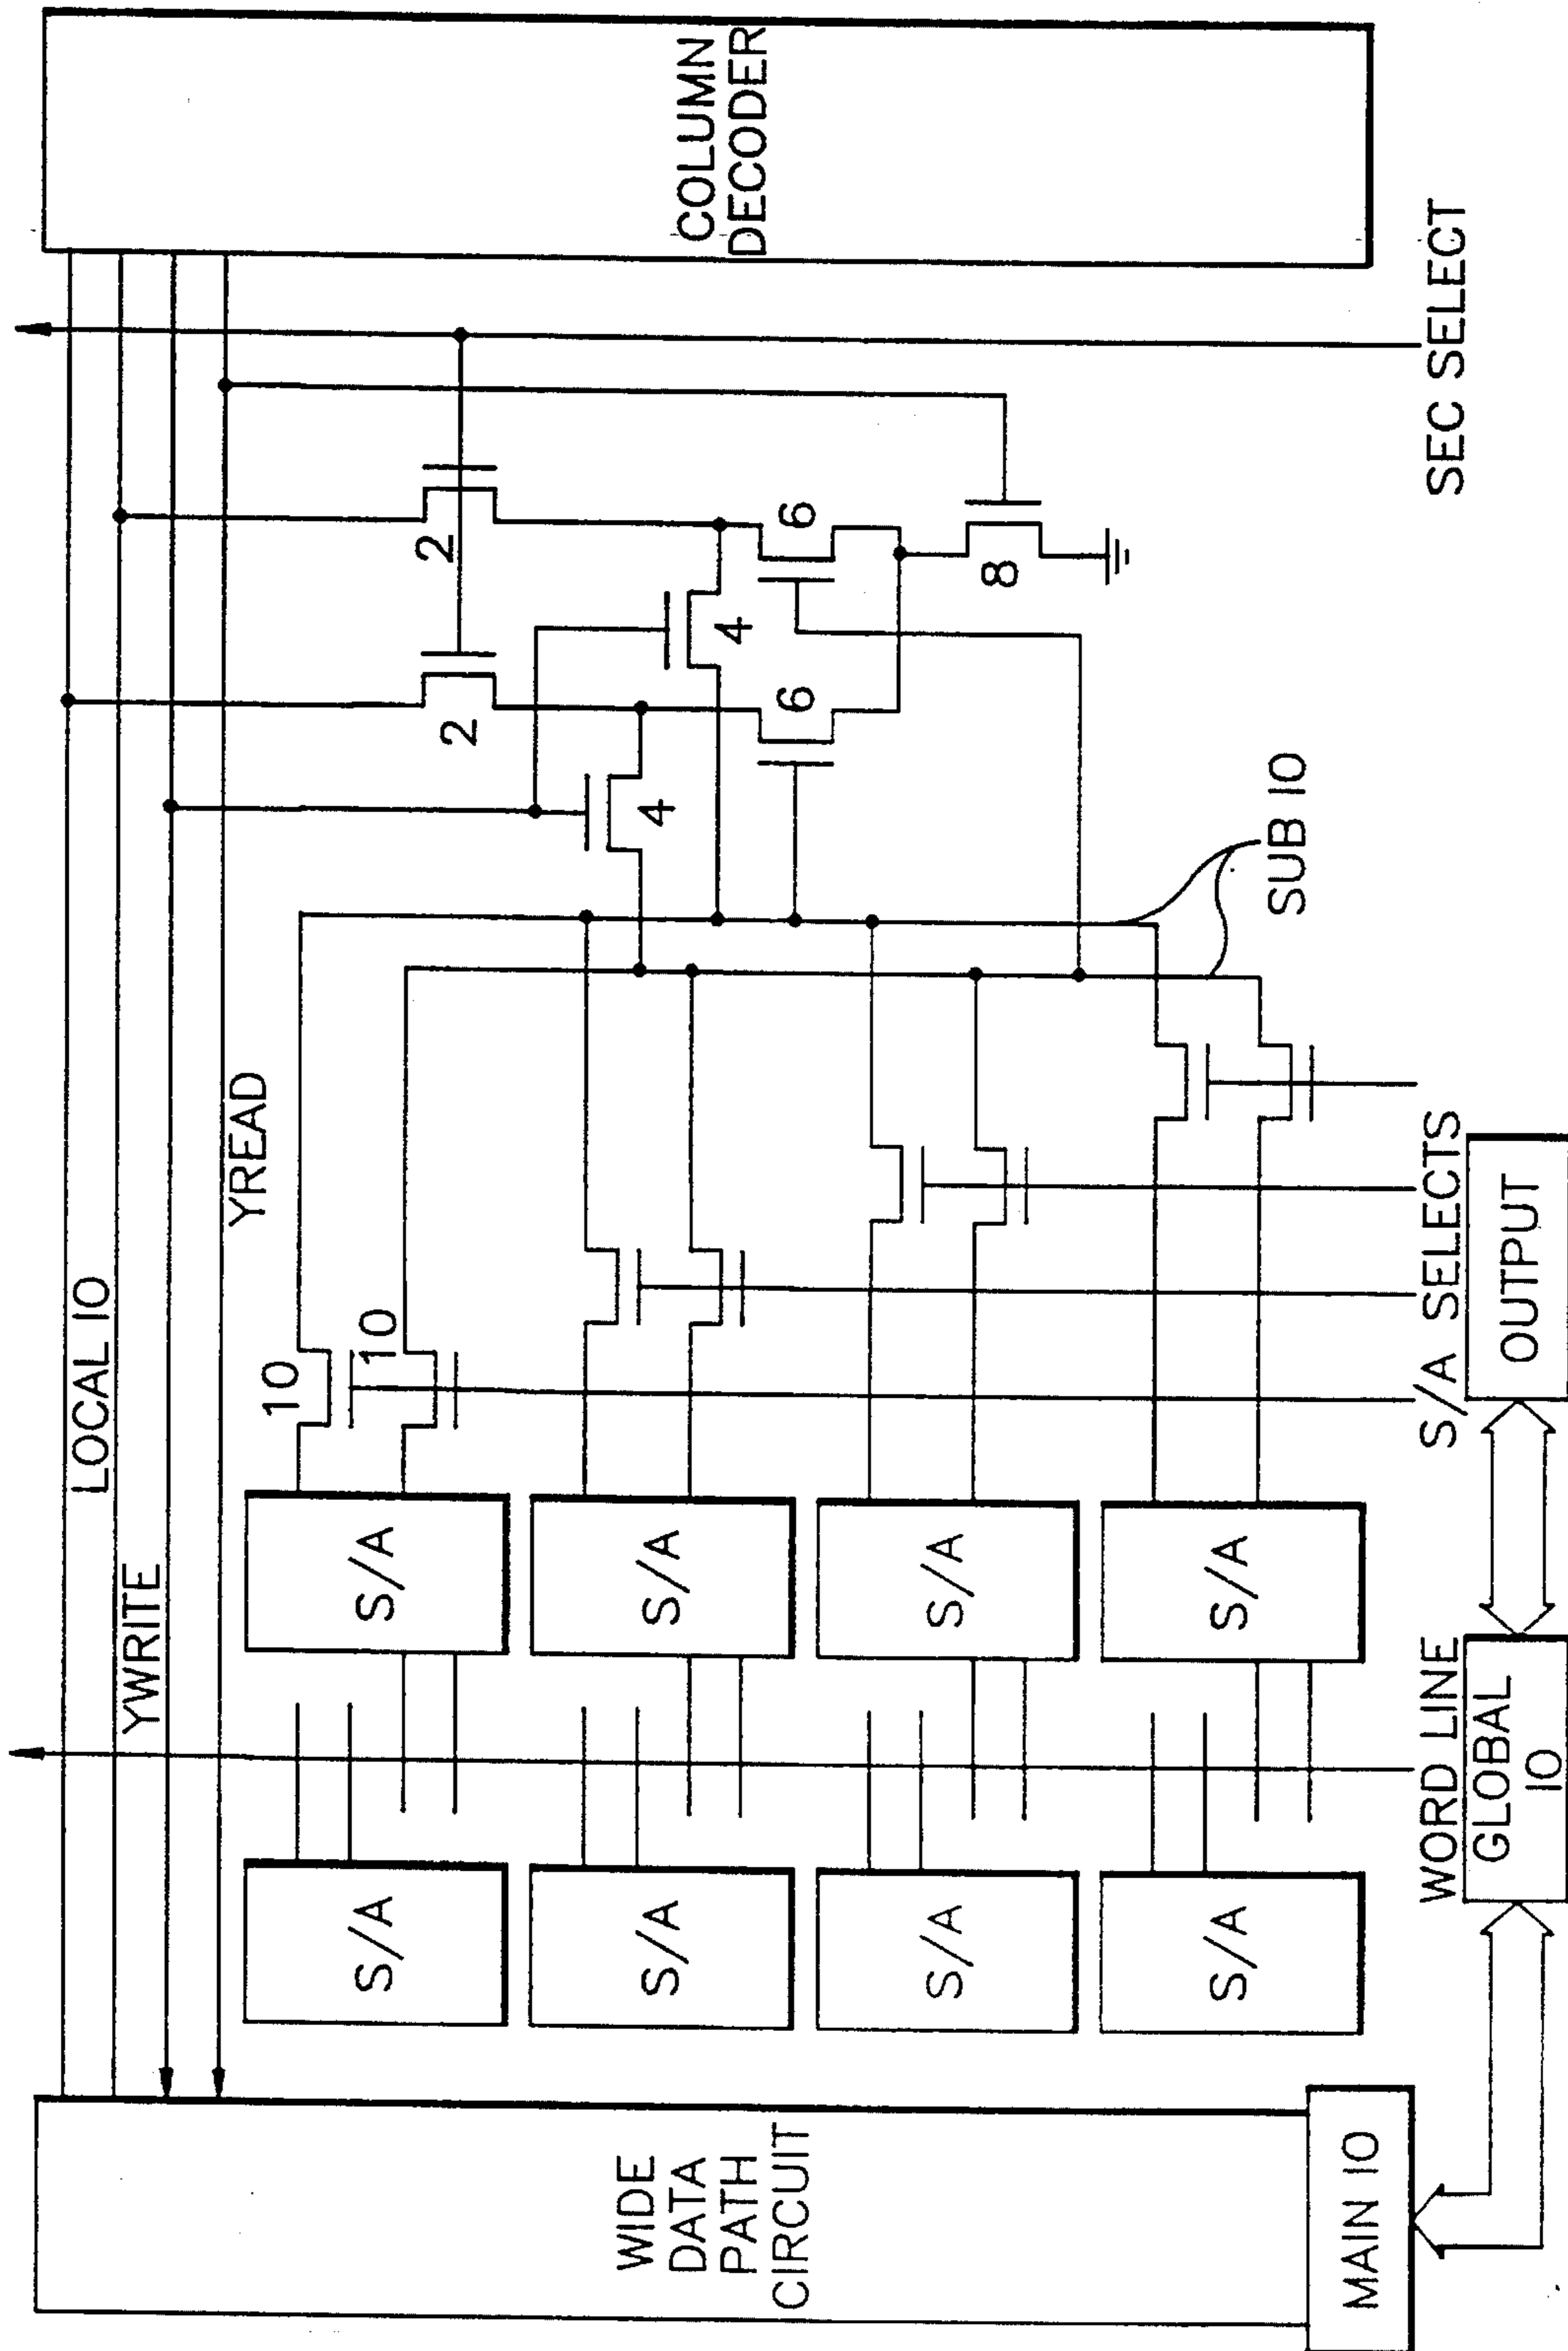 LOCAL IO
YWRITE
YREAD
10
10
S/A
S/A
2
2
WIDE
DATA
PATH
CIRCUIT
S/A
S/A
4
4
COLUMN
DECODER
6
6
S/A
S/A
8
S/A
S/A
SUB IO
MAIN IO
WORD LINE
S/A SELECTS
SEC SELECT
GLOBAL
IO
OUTPUT